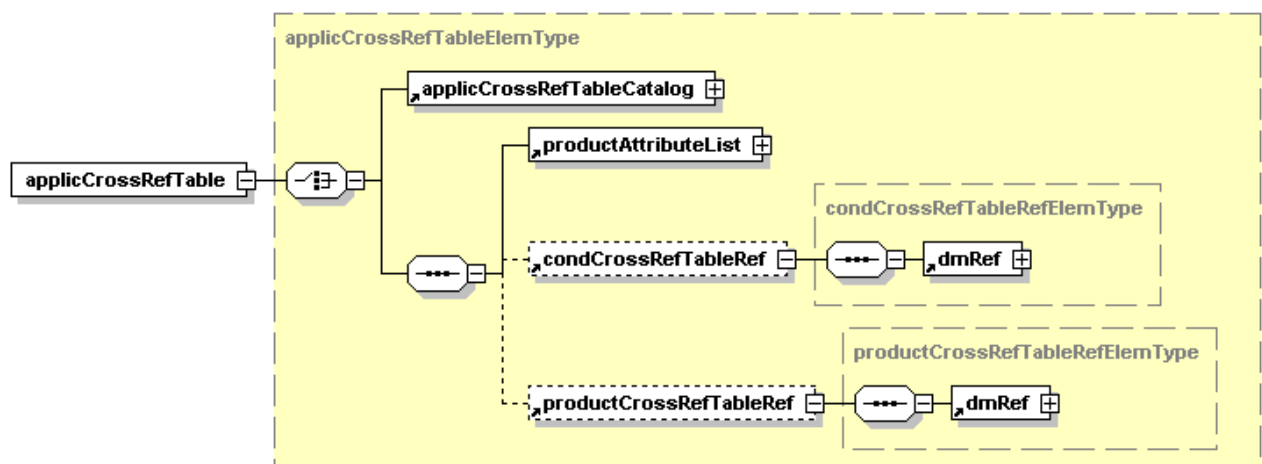 applicCrossRefTableElemType
applicCrossRefTableCatalog
productAttributeList
applicCrossRefTable
condCrossRefTableRefElemType
condCrossRefTableRef
dmRef
productCrossRefTableRefElemType
productCrossRefTableRef
dmRef